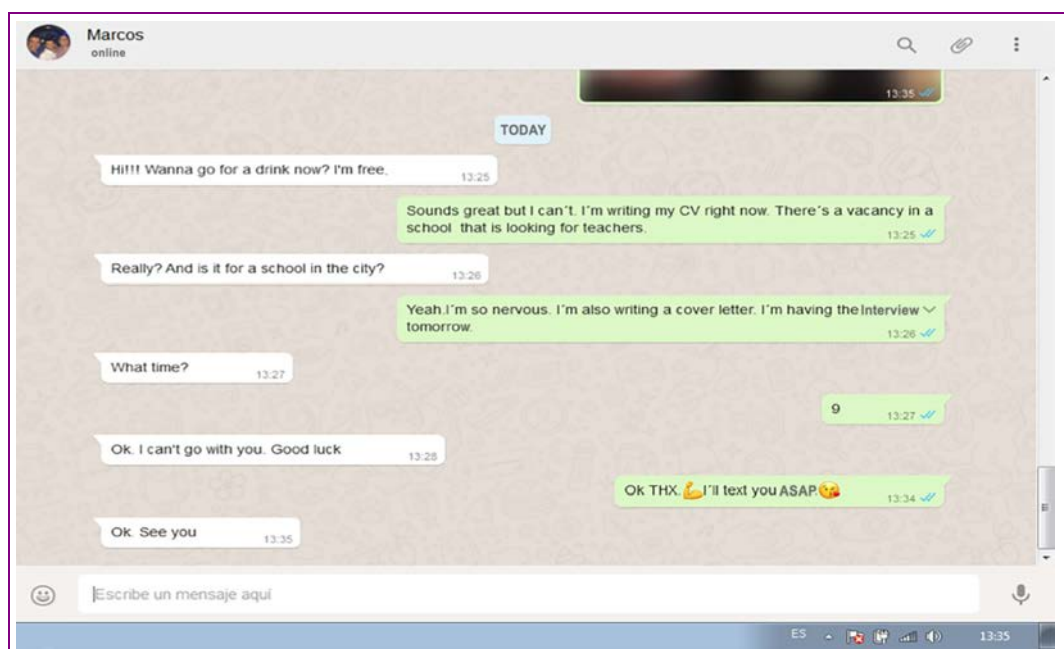 Marcos
online
13:35
TODAY
Hi!!! Wanna go for a drink now? I'm free.
13:25
Sounds great but I can´t. I´m writing my CV right now. There´s a vacancy in a
school that is looking for teachers.
13:25
Really? And is it for a school in the city?
13:26
Yeah.I´m so nervous. I´m also writing a cover letter. I´m having the Interview
tomorrow.
13:26
What time?
13:27
9
13:27
Ok. I can't go with you. Good luck
13:28
Ok THX. I´ll text you ASAP.
13:34
Ok. See you
13:35
Escribe un mensaje aquí
ES
13:35